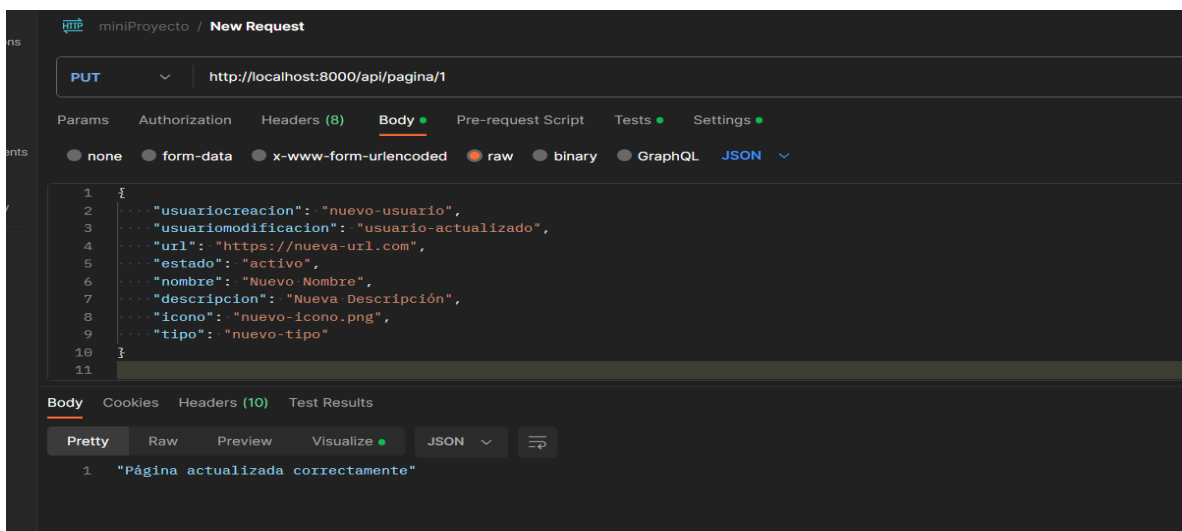 HTTP miniProyecto / New Request
ons
PUT http://localhost:8000/api/pagina/1
Params Authorization Headers (8) Body Pre-request Script Tests Settings
ents
none form-data x-www-form-urlencoded raw binary GraphQL JSON
1 {
2 "usuariocreacion": "nuevo-usuario",
3 "usuariomodificacion": "usuario-actualizado",
4 "url": "https://nueva-url.com",
5 "estado": "activo",
6 "nombre": "Nuevo Nombre",
7 "descripcion": "Nueva Descripción",
8 "icono": "nuevo-icono.png",
9 "tipo": "nuevo-tipo"
10 }
11
Body Cookies Headers (10) Test Results
Pretty Raw Preview Visualize JSON
1 "Página actualizada correctamente"